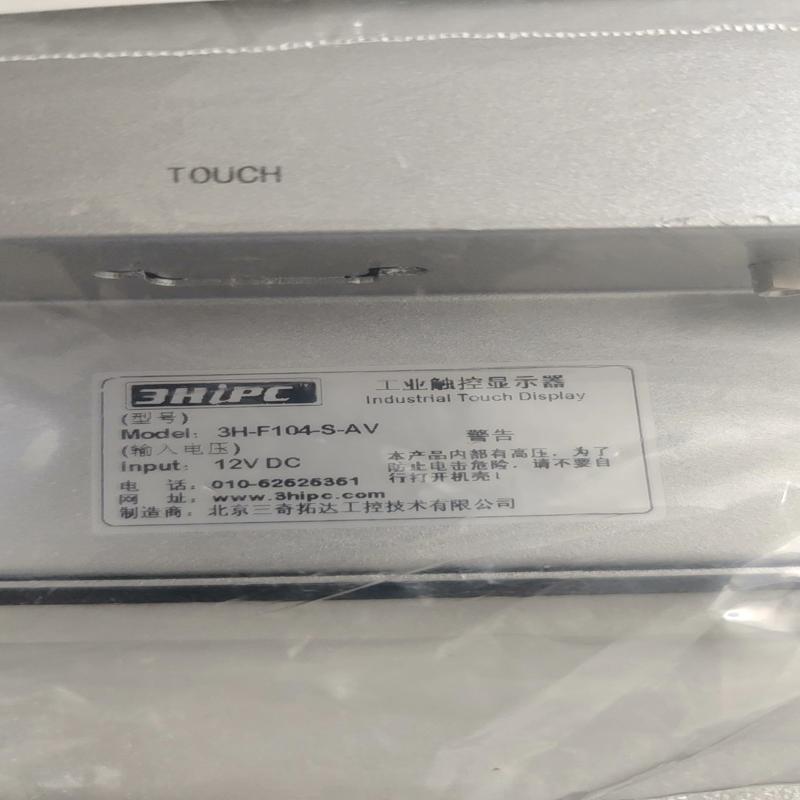 TOUCH
3HiPC™
工业触控显示器
Industrial Touch Display
(型号)
Model: 3H-F104-S-AV
(输入电压)
input: 12V DC
警告
本产品内部有高压，为了
防止电击危险，请不要自
行打开机壳！
电 话：010-62626361
网 址：www.3hipc.com
制造商：北京三奇拓达工控技术有限公司